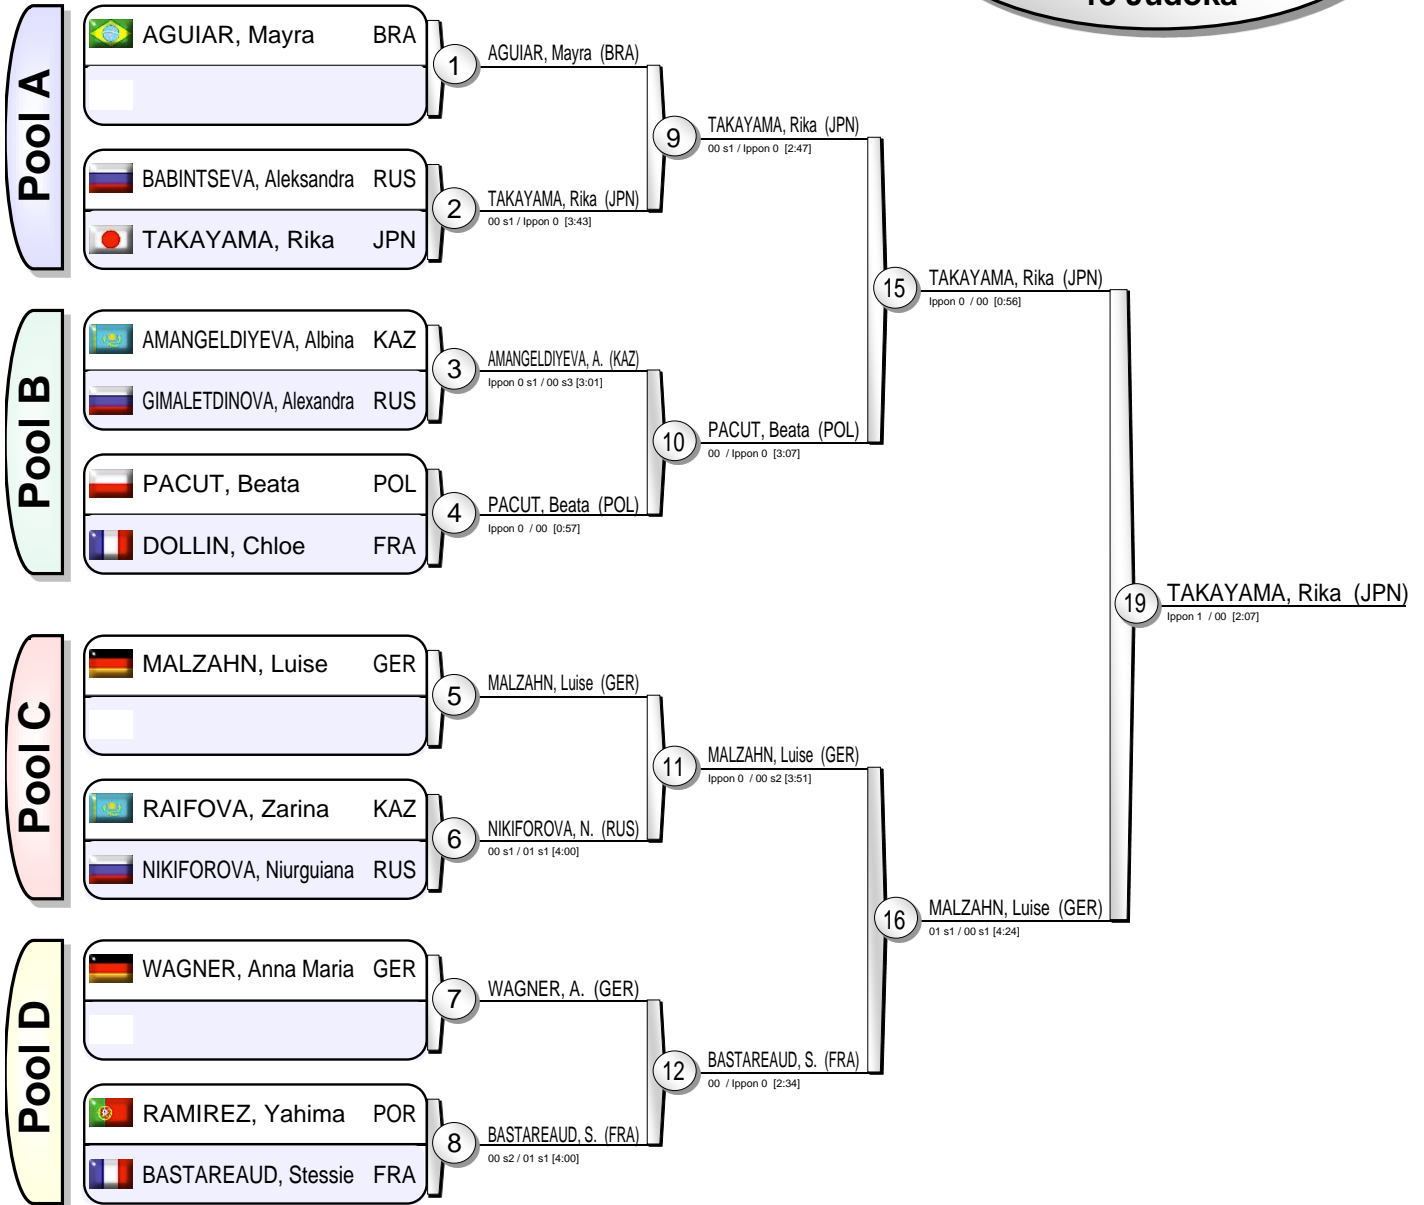 13 Judoka
Pool A
AGUIAR, Mayra BRA
BABINTSEVA, Aleksandra RUS
TAKAYAMA, Rika JPN
Pool B
AMANGELDIYEVA, Albina KAZ
GIMALETDINOVA, Alexandra RUS
PACUT, Beata POL
DOLLIN, Chloe FRA
Pool C
MALZAHN, Luise GER
RAIFOVA, Zarina KAZ
NIKIFOROVA, Niurguiana RUS
Pool D
WAGNER, Anna Maria GER
RAMIREZ, Yahima POR
BASTAREAUD, Stessie FRA
1 AGUIAR, Mayra (BRA)
2 TAKAYAMA, Rika (JPN)
00 s1 / Ippon 0 [3:43]
3 AMANGELDIYEVA, A. (KAZ)
Ippon 0 s1 / 00 s3 [3:01]
4 PACUT, Beata (POL)
Ippon 0 / 00 [0:57]
5 MALZAHN, Luise (GER)
6 NIKIFOROVA, N. (RUS)
00 s1 / 01 s1 [4:00]
7 WAGNER, A. (GER)
8 BASTAREAUD, S. (FRA)
00 s2 / 01 s1 [4:00]
9 TAKAYAMA, Rika (JPN)
00 s1 / Ippon 0 [2:47]
10 PACUT, Beata (POL)
00 / Ippon 0 [3:07]
11 MALZAHN, Luise (GER)
Ippon 0 / 00 s2 [3:51]
12 BASTAREAUD, S. (FRA)
00 / Ippon 0 [2:34]
15 TAKAYAMA, Rika (JPN)
Ippon 0 / 00 [0:56]
16 MALZAHN, Luise (GER)
01 s1 / 00 s1 [4:24]
19 TAKAYAMA, Rika (JPN)
Ippon 1 / 00 [2:07]